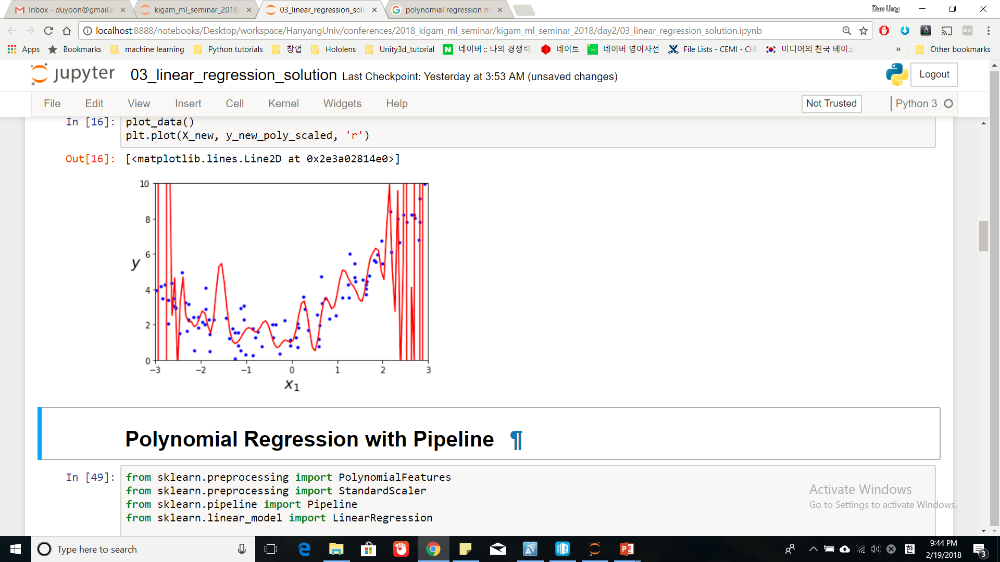 Inbox - duyoon@gmail.c
kigam_ml_seminar_2018/
03_linear_regression_solu
polynomial regression no
Dae Ung
localhost:8888/notebooks/Desktop/workspace/HanyangUniv/conferences/2018_kigam_ml_seminar/kigam_ml_seminar_2018/day2/03_linear_regression_solution.ipynb
Apps Bookmarks machine learning Python tutorials 창업 Hololens Unity3d_tutorial 네이버 :: 나의 경쟁력 네이트 네이버 영어사전 File Lists - CEMI - CHI 미디어의 천국 베이코 » Other bookmarks
jupyter 03_linear_regression_solution Last Checkpoint: Yesterday at 3:53 AM (unsaved changes) Logout
File Edit View Insert Cell Kernel Widgets Help Not Trusted Python 3
In [16]: plot_data()
plt.plot(X_new, y_new_poly_scaled, 'r')
Out[16]: [<matplotlib.lines.Line2D at 0x2e3a02814e0>]
10
8
6
y
4
2
0
−3 −2 −1 0 1 2 3
x1
Polynomial Regression with Pipeline ¶
In [49]: from sklearn.preprocessing import PolynomialFeatures
from sklearn.preprocessing import StandardScaler
from sklearn.pipeline import Pipeline
from sklearn.linear_model import LinearRegression
Activate Windows
Go to Settings to activate Windows.
Type here to search
한
9:44 PM
2/19/2018
3